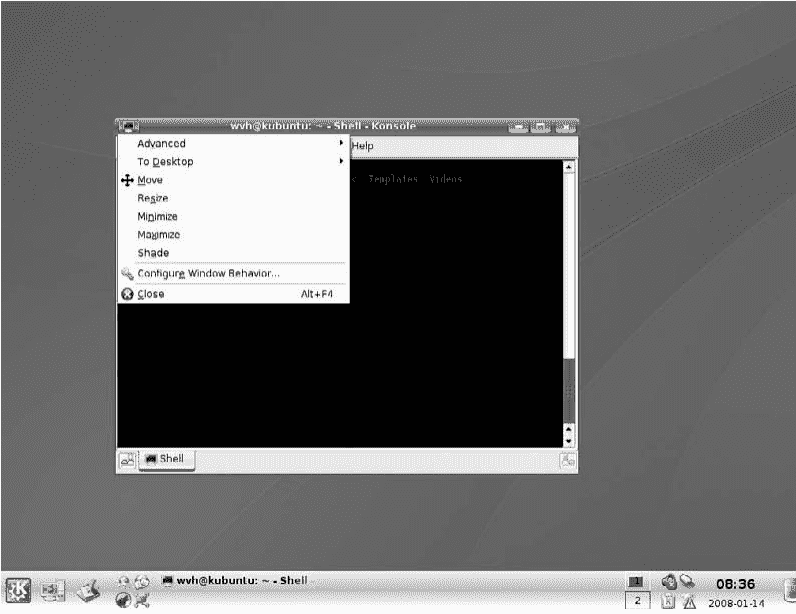 wvh@kubuntu: ~ - Shell - Konsole
Advanced
Help
To Desktop
Templates Videos
Move
Resize
Minimize
Maximize
Shade
Configure Window Behavior...
Close Alt+F4
Shell
wvh@kubuntu: ~ - Shell
1
08:36
2
2008-01-14